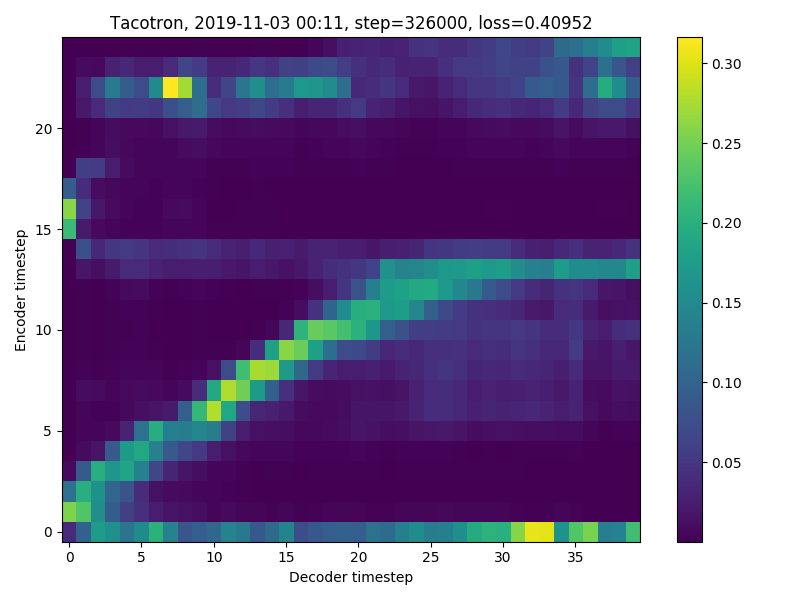 Tacotron, 2019-11-03 00:11, step=326000, loss=0.40952
Encoder timestep
20
15
10
5
0
0 5 10 15 20 25 30 35
Decoder timestep
0.30
0.25
0.20
0.15
0.10
0.05